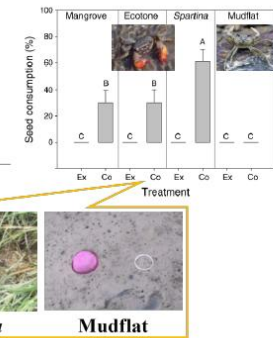 Mangrove Ecotone Spartina Mudflat
Seed consumption (%)
100
80
60
40
20
0
A
B B
C C C C C
Ex Co Ex Co Ex Co Ex Co
Treatment
Mudflat